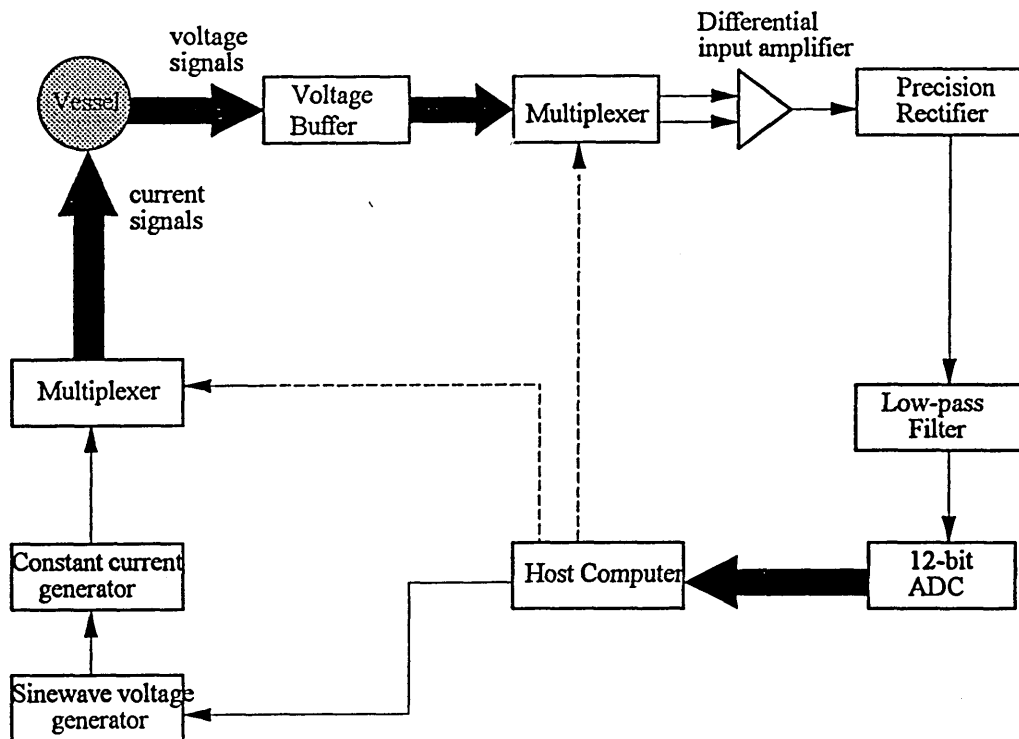 Differential
input amplifier
voltage
signals
Vessel
Voltage
Buffer
Multiplexer
Precision
Rectifier
current
signals
Multiplexer
Low-pass
Filter
Constant current
generator
Host Computer
12-bit
ADC
Sinewave voltage
generator